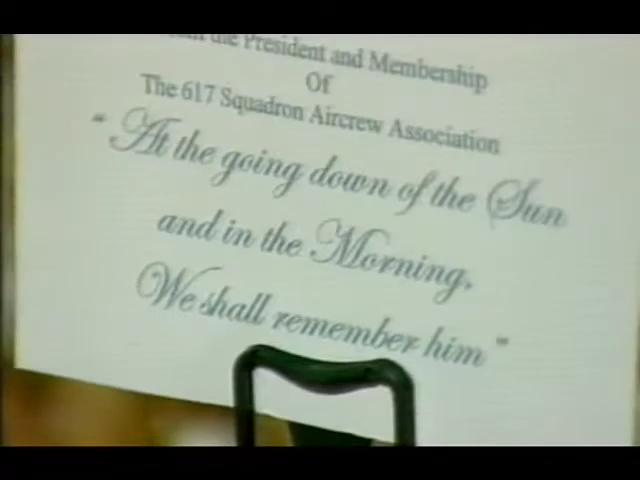 the President and Membership
Of
The 617 Squadron Aircrew Association
“ At the going down of the Sun
and in the Morning,
We shall remember him ”